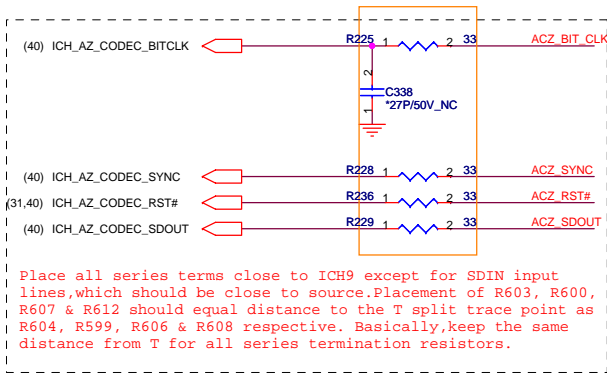 (40) ICH_AZ_CODEC_BITCLK R225 1 2 33 ACZ_BIT_CLK
2
C338
*27P/50V_NC
1
(40) ICH_AZ_CODEC_SYNC R228 1 2 33 ACZ_SYNC
(31,40) ICH_AZ_CODEC_RST# R236 1 2 33 ACZ_RST#
(40) ICH_AZ_CODEC_SDOUT R229 1 2 33 ACZ_SDOUT
Place all series terms close to ICH9 except for SDIN input
lines,which should be close to source.Placement of R603, R600,
R607 & R612 should equal distance to the T split trace point as
R604, R599, R606 & R608 respective. Basically,keep the same
distance from T for all series termination resistors.